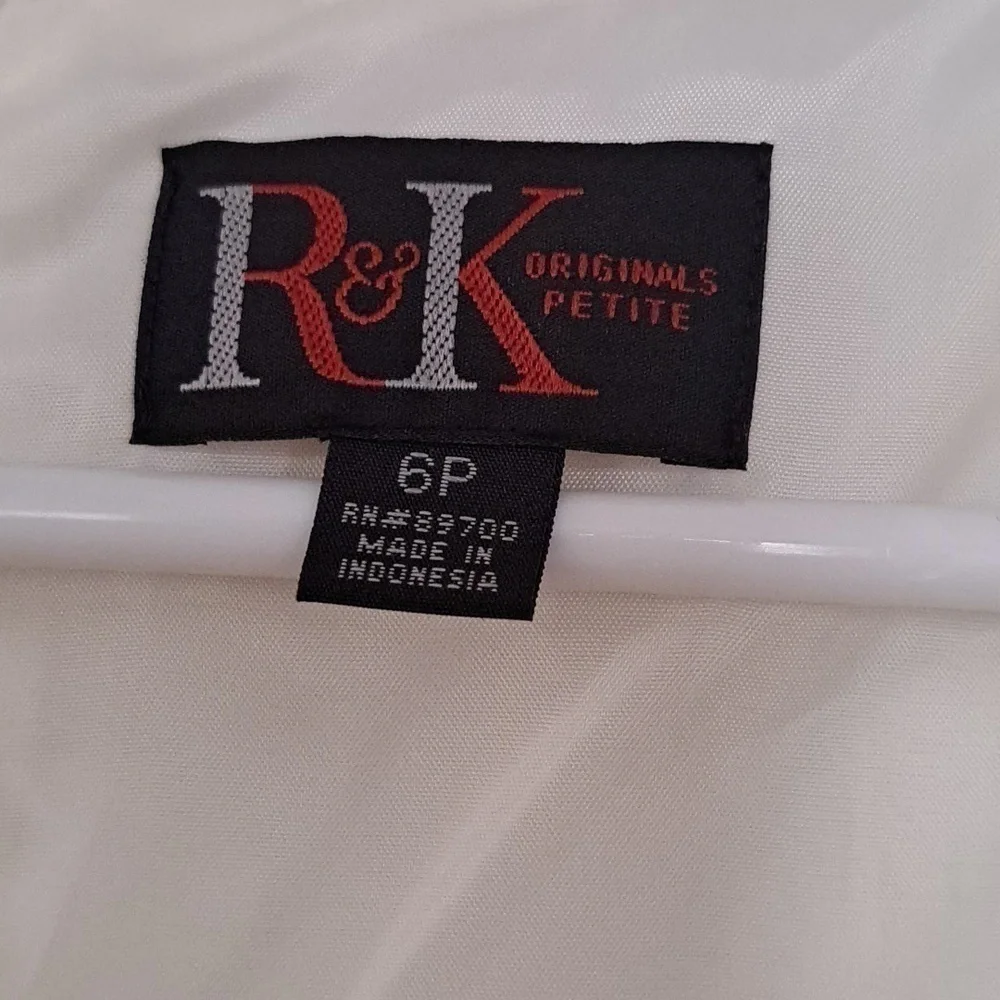 R&K
ORIGINALS
PETITE
6P
RN#89700
MADE IN
INDONESIA